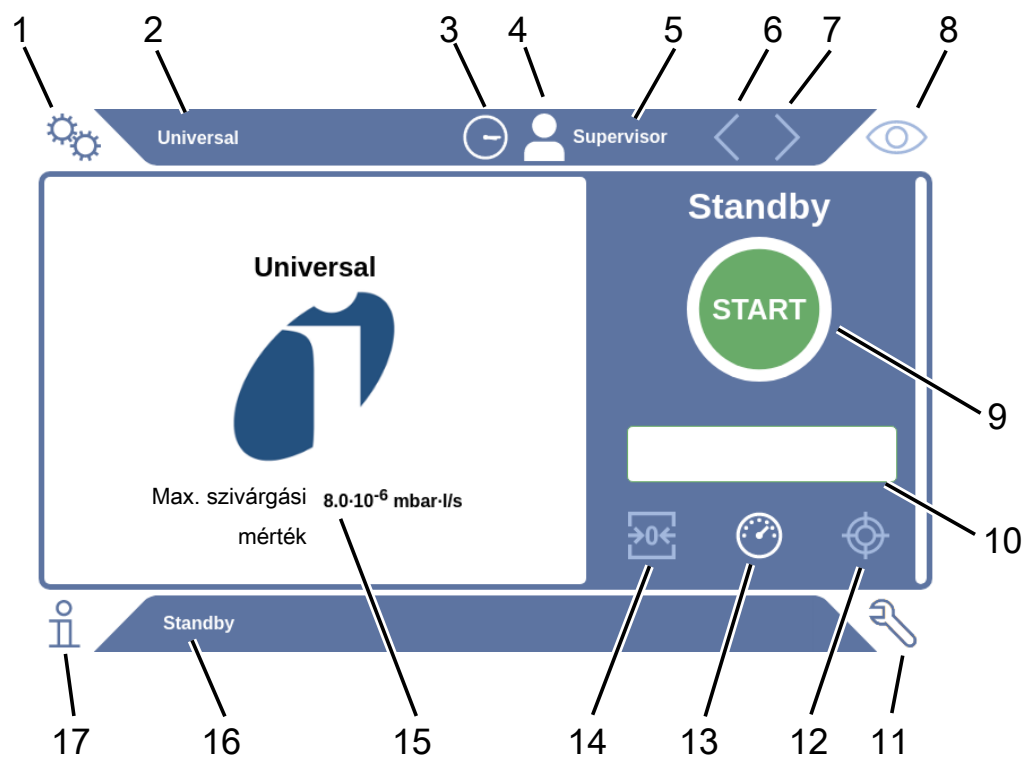 1 2 3 4 5 6 7 8
Universal Supervisor
Standby
Universal
START
9
Max. szivárgási 8.0·10⁻⁶ mbar·l/s
mérték
→0←
10
Standby
17 16 15 14 13 12 11